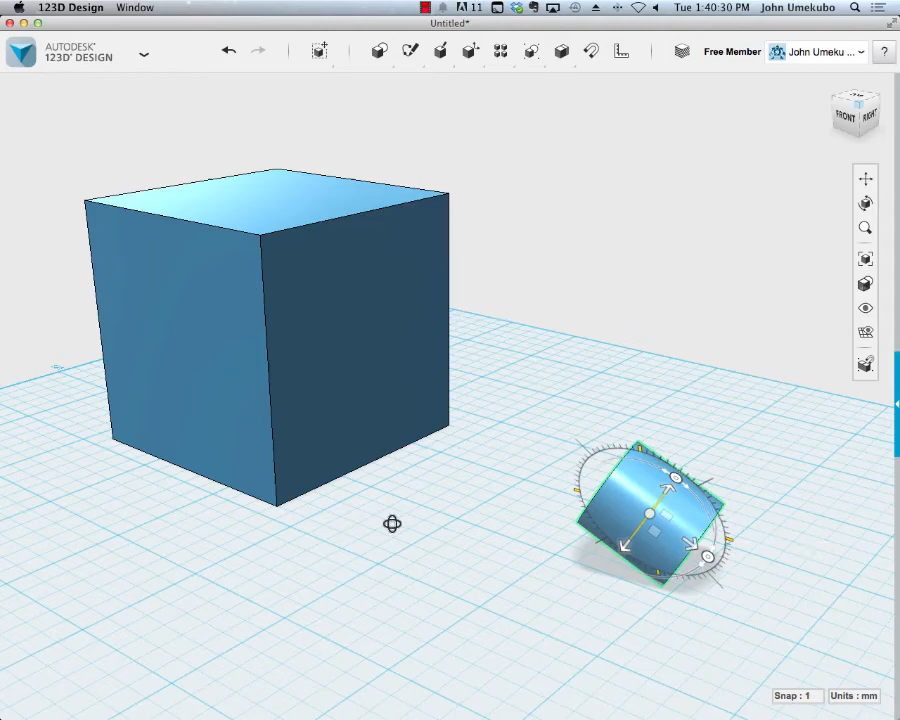 123D Design Window
11 Tue 1:40:30 PM John Umekubo
Untitled*
AUTODESK®
123D® DESIGN
Free Member John Umeku ... ?
FRONT RIGHT
Snap : 1 Units : mm